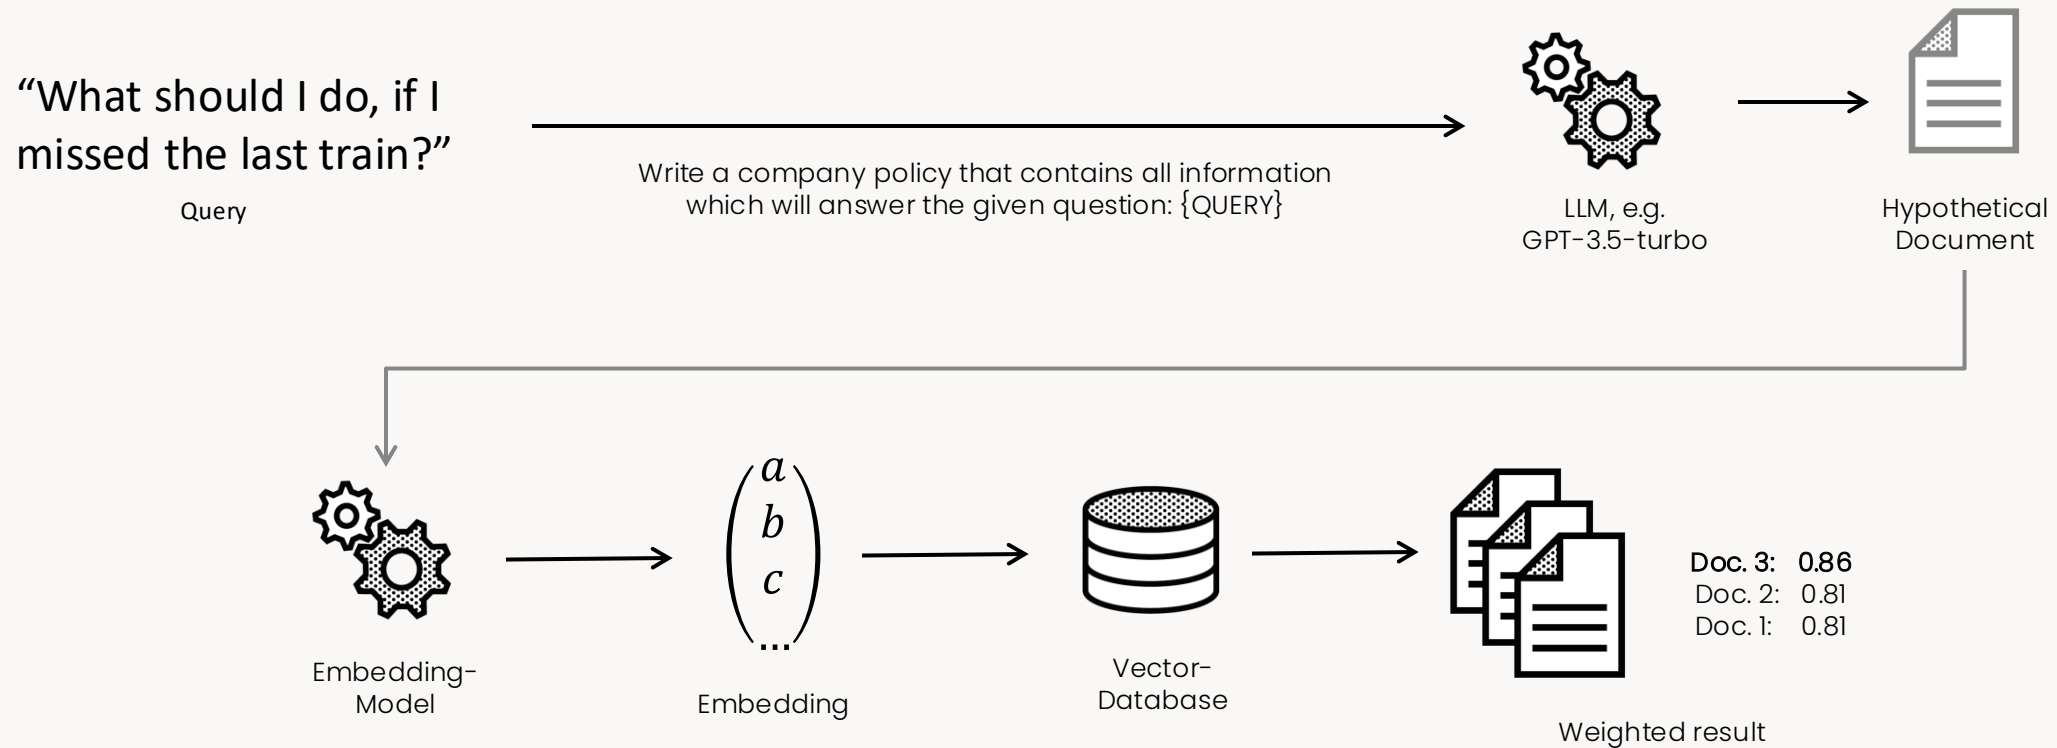 “What should I do, if I
missed the last train?”
Query
Write a company policy that contains all information
which will answer the given question: {QUERY}
LLM, e.g.
GPT-3.5-turbo
Hypothetical
Document
Embedding-
Model
a
b
c
...
Embedding
Vector-
Database
Doc. 3: 0.86
Doc. 2: 0.81
Doc. 1: 0.81
Weighted result